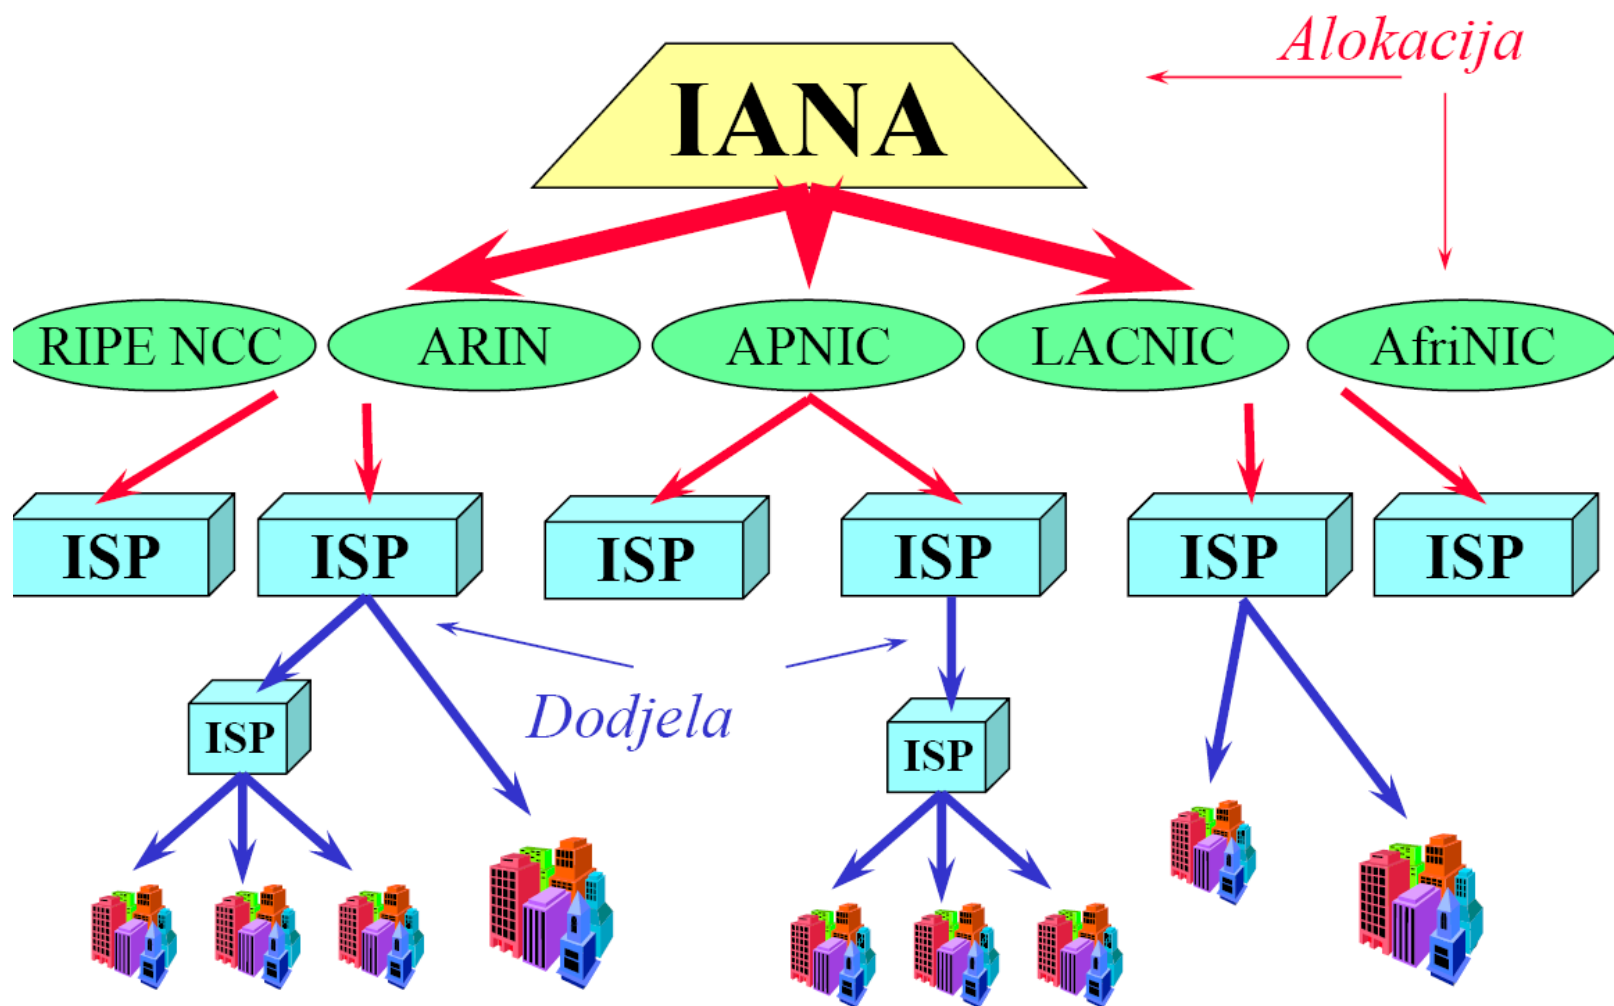 Alokacija
IANA
RIPE NCC
ARIN
APNIC
LACNIC
AfriNIC
ISP
ISP
ISP
ISP
ISP
ISP
Dodjela
ISP
ISP